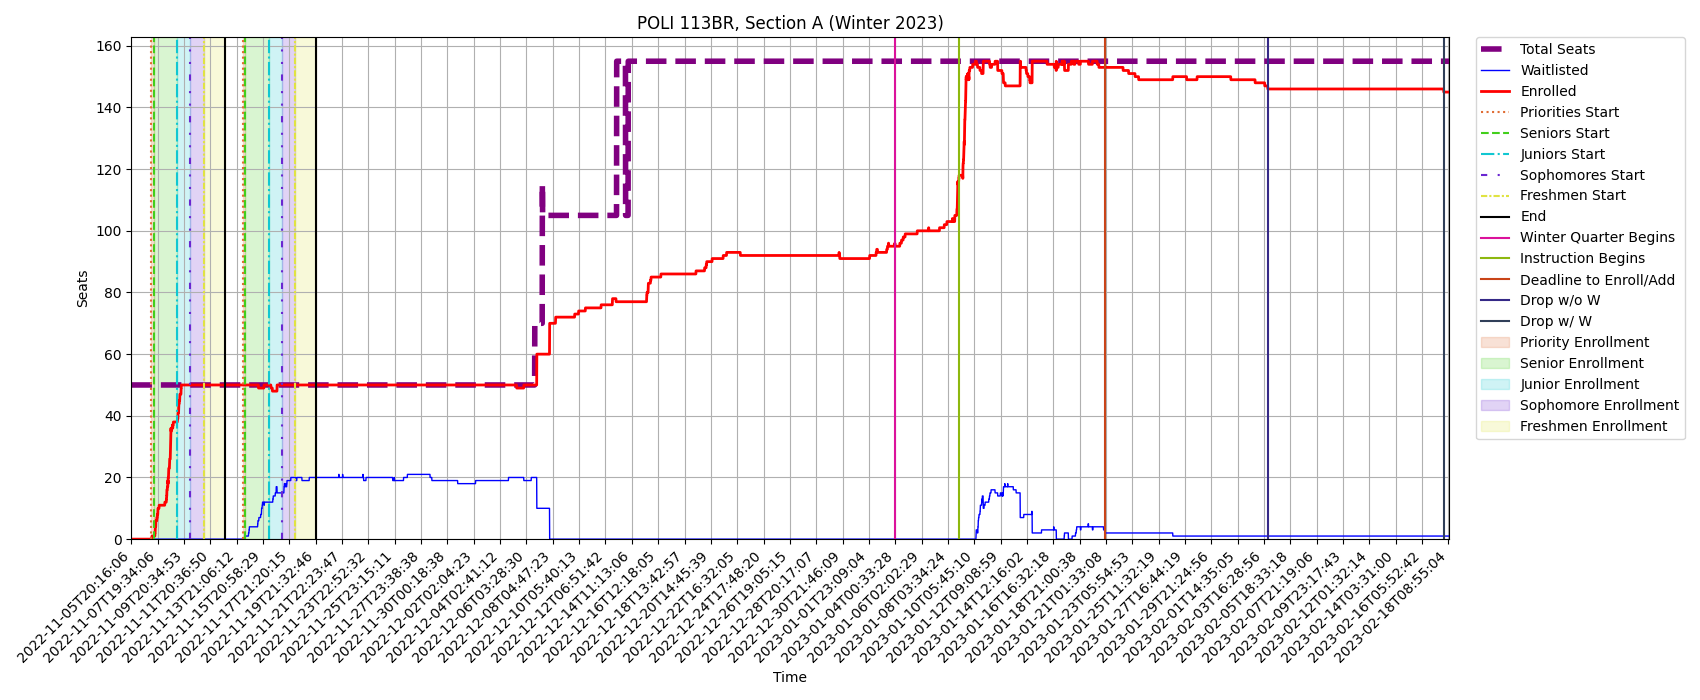 POLI 113BR, Section A (Winter 2023)
Seats
160
140
120
100
80
60
40
20
0
2022-11-05T20:16:06
2022-11-07T19:34:06
2022-11-09T20:34:53
2022-11-11T20:36:50
2022-11-13T21:06:12
2022-11-15T20:58:29
2022-11-17T21:20:15
2022-11-19T21:32:46
2022-11-21T22:23:47
2022-11-23T22:52:32
2022-11-25T23:15:11
2022-11-27T23:38:38
2022-11-30T00:18:38
2022-12-02T02:04:23
2022-12-04T02:41:12
2022-12-06T03:28:30
2022-12-08T04:47:23
2022-12-10T05:40:13
2022-12-12T06:51:42
2022-12-14T11:13:06
2022-12-16T12:18:05
2022-12-18T13:42:57
2022-12-20T14:45:39
2022-12-22T16:32:05
2022-12-24T17:48:20
2022-12-26T19:05:15
2022-12-28T20:17:07
2022-12-30T21:46:09
2023-01-01T23:09:04
2023-01-04T00:33:28
2023-01-06T02:02:29
2023-01-08T03:34:24
2023-01-10T05:45:10
2023-01-12T09:08:59
2023-01-14T12:16:02
2023-01-16T16:32:18
2023-01-18T21:00:38
2023-01-21T01:33:08
2023-01-23T05:54:53
2023-01-25T11:32:19
2023-01-27T16:44:19
2023-01-29T21:24:56
2023-02-01T14:35:05
2023-02-03T16:28:56
2023-02-05T18:33:18
2023-02-07T21:19:06
2023-02-09T23:17:43
2023-02-12T01:32:14
2023-02-14T03:31:00
2023-02-16T05:52:42
2023-02-18T08:55:04
Time
Total Seats
Waitlisted
Enrolled
Priorities Start
Seniors Start
Juniors Start
Sophomores Start
Freshmen Start
End
Winter Quarter Begins
Instruction Begins
Deadline to Enroll/Add
Drop w/o W
Drop w/ W
Priority Enrollment
Senior Enrollment
Junior Enrollment
Sophomore Enrollment
Freshmen Enrollment